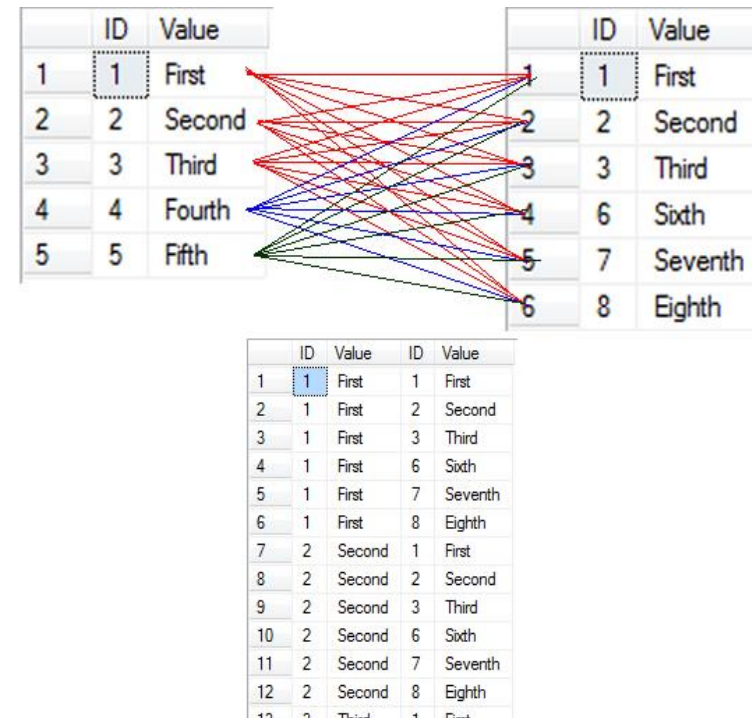 ID Value
1 1 First
2 2 Second
3 3 Third
4 4 Fourth
5 5 Fifth
ID Value
1 1 First
2 2 Second
3 3 Third
4 6 Sixth
5 7 Seventh
6 8 Eighth
ID Value ID Value
1 1 First 1 First
2 1 First 2 Second
3 1 First 3 Third
4 1 First 6 Sixth
5 1 First 7 Seventh
6 1 First 8 Eighth
7 2 Second 1 First
8 2 Second 2 Second
9 2 Second 3 Third
10 2 Second 6 Sixth
11 2 Second 7 Seventh
12 2 Second 8 Eighth
13 3 Third 1 First